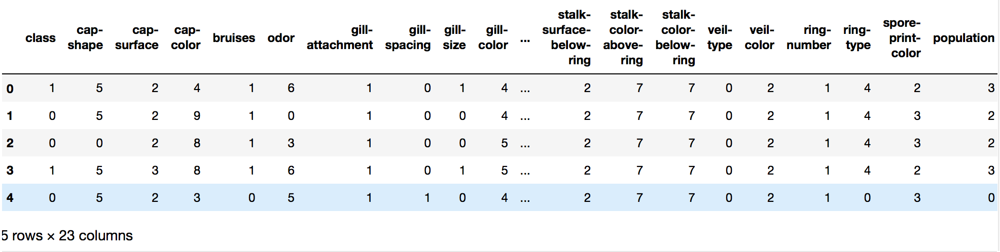 class cap-shape cap-surface cap-color bruises odor gill-attachment gill-spacing gill-size gill-color ... stalk-surface-below-ring stalk-color-above-ring stalk-color-below-ring veil-type veil-color ring-number ring-type spore-print-color population
0 1 5 2 4 1 6 1 0 1 4 ... 2 7 7 0 2 1 4 2 3
1 0 5 2 9 1 0 1 0 0 4 ... 2 7 7 0 2 1 4 3 2
2 0 0 2 8 1 3 1 0 0 5 ... 2 7 7 0 2 1 4 3 2
3 1 5 3 8 1 6 1 0 1 5 ... 2 7 7 0 2 1 4 2 3
4 0 5 2 3 0 5 1 1 0 4 ... 2 7 7 0 2 1 0 3 0
5 rows × 23 columns